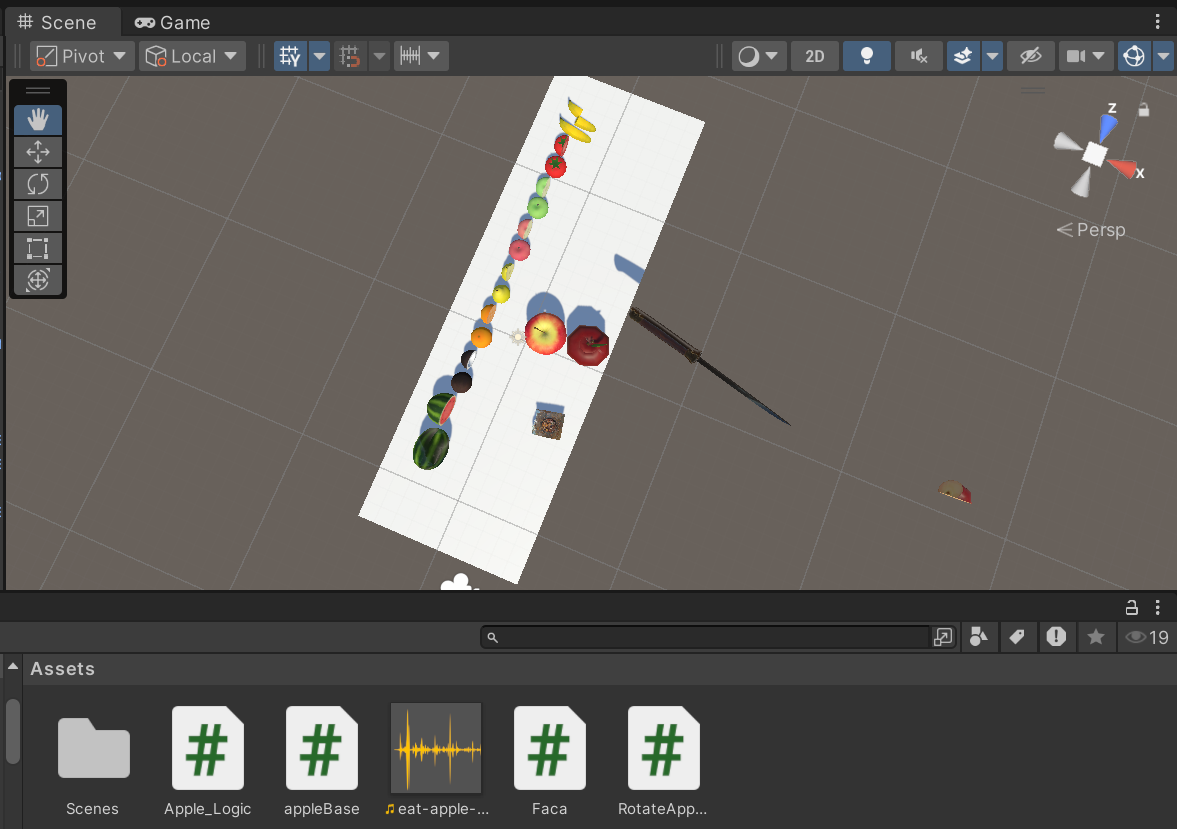 Scene Game
Pivot Local 2D
z
x
Persp
19
Assets
Scenes Apple_Logic appleBase eat-apple-... Faca RotateApp...